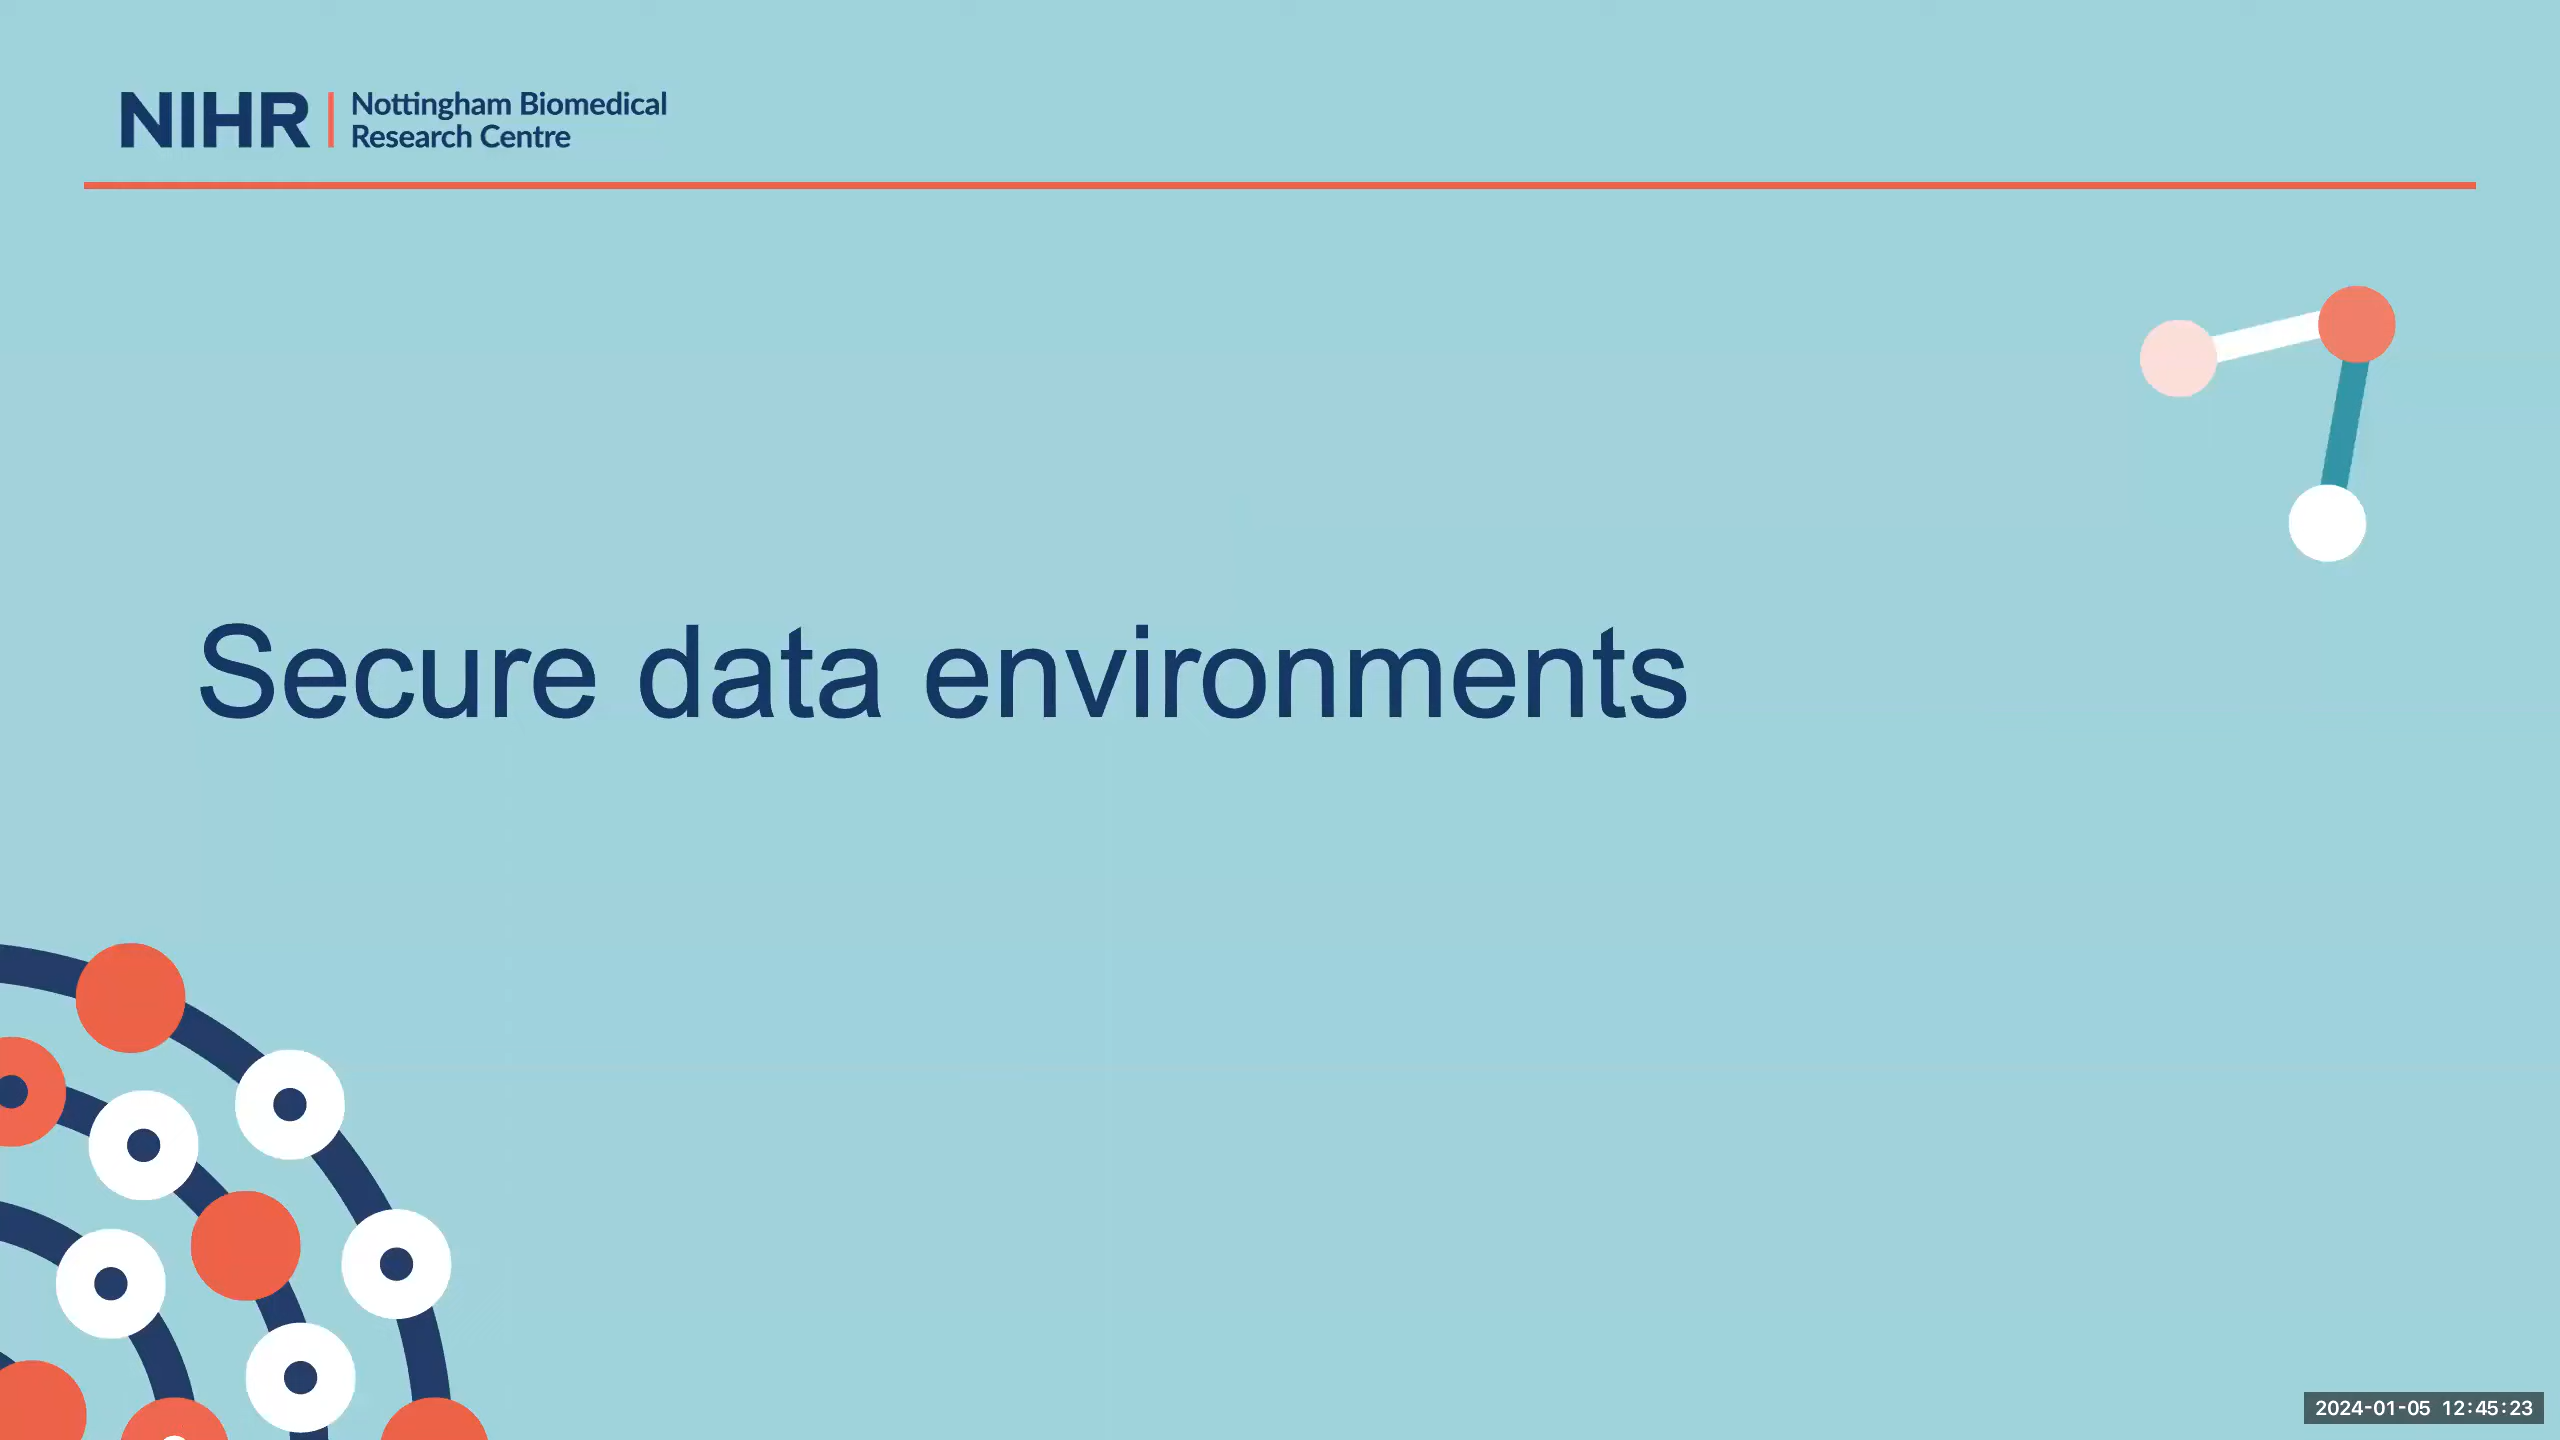 NIHR
Nottingham Biomedical
Research Centre
Secure data environments
2024-01-05 12:45:23